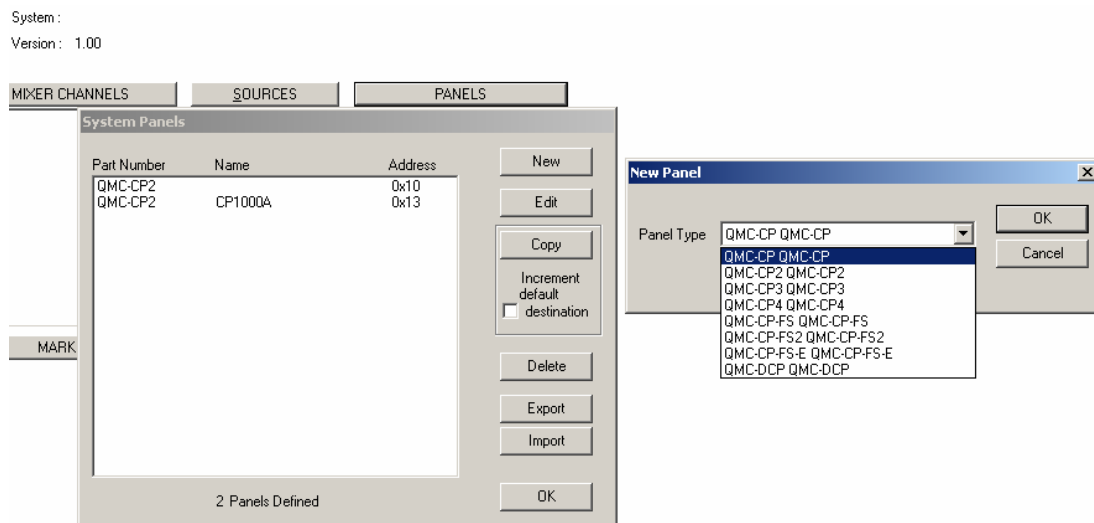 System :
Version : 1.00
MIXER CHANNELS SOURCES PANELS
System Panels
Part Number Name Address
QMC-CP2 0x10
QMC-CP2 CP1000A 0x13
New
Edit
Copy
Increment
default
destination
Delete
Export
Import
OK
2 Panels Defined
MARK
New Panel
Panel Type QMC-CP QMC-CP
OK
Cancel
QMC-CP QMC-CP
QMC-CP2 QMC-CP2
QMC-CP3 QMC-CP3
QMC-CP4 QMC-CP4
QMC-CP-FS QMC-CP-FS
QMC-CP-FS2 QMC-CP-FS2
QMC-CP-FS-E QMC-CP-FS-E
QMC-DCP QMC-DCP